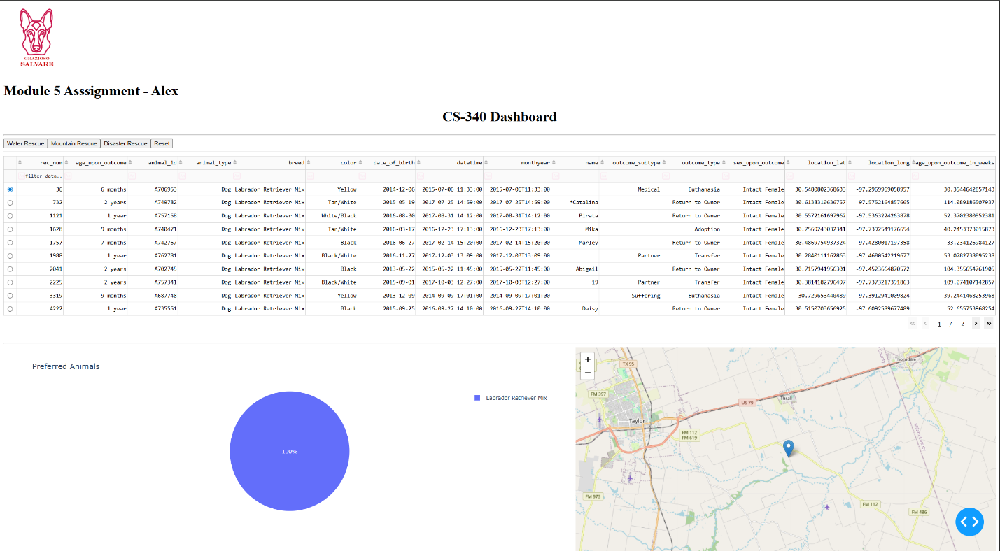 GRAZIOSO
SALVARE
Module 5 Asssignment - Alex
CS-340 Dashboard
Water Rescue Mountain Rescue Disaster Rescue Reset
rec_num age_upon_outcome animal_id animal_type breed color date_of_birth datetime monthyear name outcome_subtype outcome_type sex_upon_outcome location_lat location_long age_upon_outcome_in_weeks
filter data..
36 6 months A706953 Dog Labrador Retriever Mix Yellow 2014-12-06 2015-07-06 11:33:00 2015-07-06T11:33:00 Medical Euthanasia Intact Female 30.5480802368633 -97.2969969058957 30.3544642857143
732 2 years A749782 Dog Labrador Retriever Mix Tan/White 2015-05-19 2017-07-25 14:59:00 2017-07-25T14:59:00 *Catalina Return to Owner Intact Female 30.6138310636757 -97.5752164857665 114.089186507937
1121 1 year A757158 Dog Labrador Retriever Mix White/Black 2016-08-30 2017-08-31 14:12:00 2017-08-31T14:12:00 Pirata Return to Owner Intact Female 30.5572161967962 -97.5363224263878 52.3702380952381
1628 9 months A740471 Dog Labrador Retriever Mix Tan/White 2016-03-17 2016-12-23 17:13:00 2016-12-23T17:13:00 Mika Adoption Intact Female 30.7569243032341 -97.7392549176654 40.2453373015873
1757 7 months A742767 Dog Labrador Retriever Mix Black 2016-06-27 2017-02-14 15:20:00 2017-02-14T15:20:00 Marley Return to Owner Intact Female 30.4869754937324 -97.4280017197358 33.234126984127
1988 1 year A762781 Dog Labrador Retriever Mix Black/White 2016-11-27 2017-12-03 13:09:00 2017-12-03T13:09:00 Partner Transfer Intact Female 30.2840111162863 -97.4600542219677 53.0782738095238
2041 2 years A702745 Dog Labrador Retriever Mix Black 2013-05-22 2015-05-22 11:45:00 2015-05-22T11:45:00 Abigail Return to Owner Intact Female 30.7157941956301 -97.4523664870572 104.355654761905
2225 2 years A757341 Dog Labrador Retriever Mix Black/White 2015-09-01 2017-10-03 12:27:00 2017-10-03T12:27:00 19 Partner Transfer Intact Female 30.3814182796497 -97.7373217391863 109.074107142857
3319 9 months A687748 Dog Labrador Retriever Mix Yellow 2013-12-09 2014-09-09 17:01:00 2014-09-09T17:01:00 Suffering Euthanasia Intact Female 30.729653440489 -97.3912941009824 39.2441468253968
4222 1 year A735551 Dog Labrador Retriever Mix Black 2015-09-25 2016-09-27 14:10:00 2016-09-27T14:10:00 Daisy Return to Owner Intact Female 30.5150703656925 -97.6092589677489 52.655753968254
1 / 2
Preferred Animals
Labrador Retriever Mix
100%
+
−
TX 95
County
Thorndale
FM 397
Thrall
US 79
Taylor
FM 112
FM 619
Milam County
FM 973
FM 112
FM 486